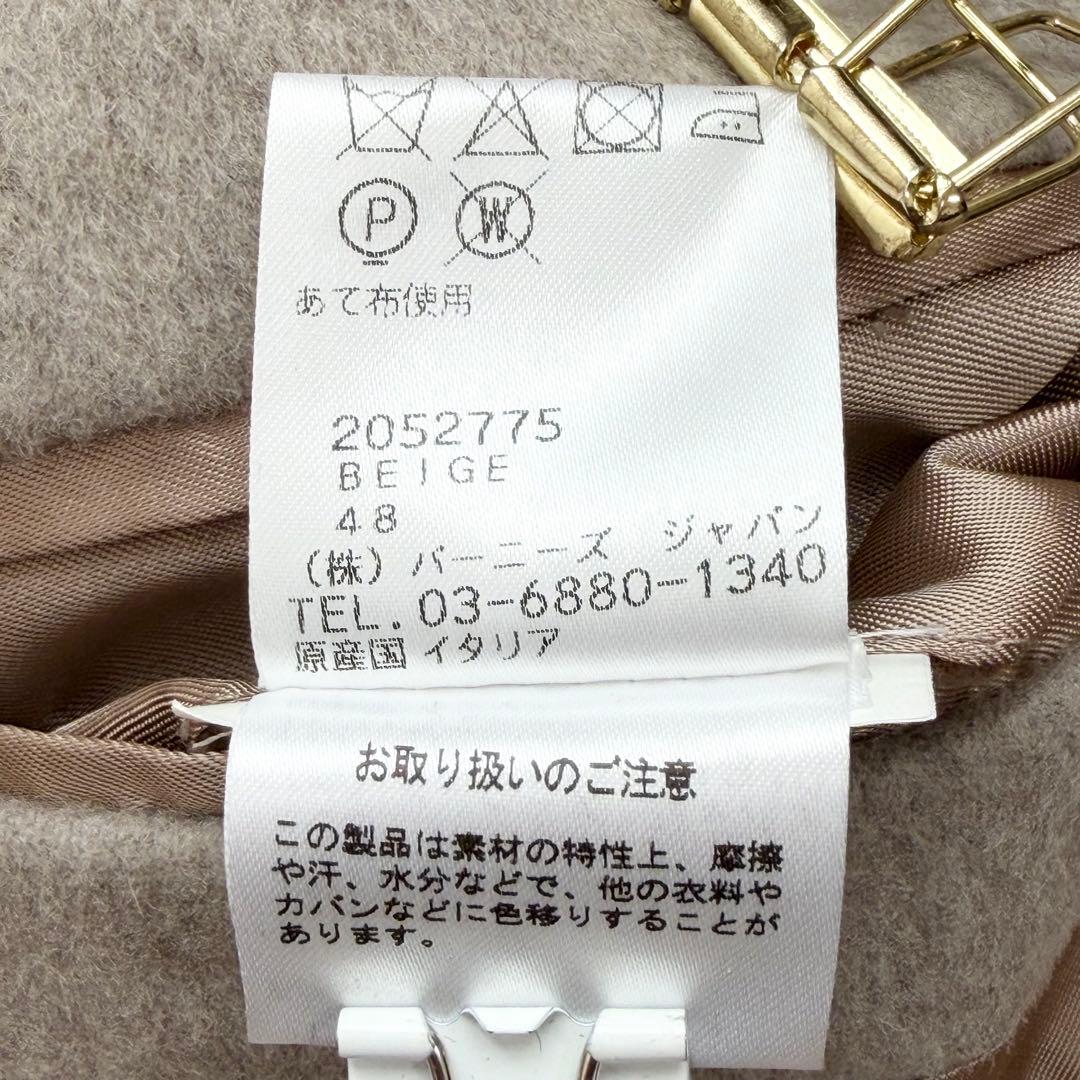 P W
あて布使用
2052775
BEIGE
48
(株) バーニーズ ジャパン
TEL. 03-6880-1340
原産国 イタリア
お取り扱いのご注意
この製品は素材の特性上、摩擦
や汗、水分などで、他の衣料や
カバンなどに色移りすることが
あります。